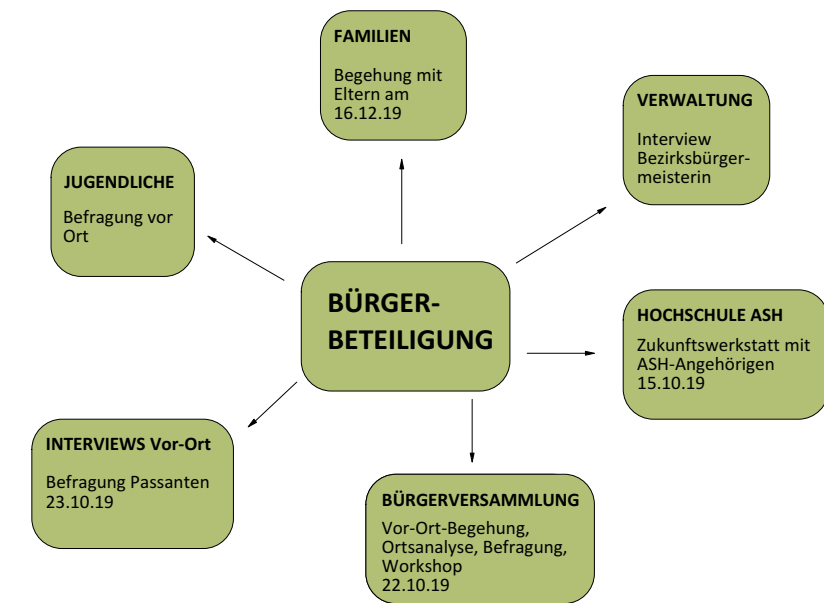 FAMILIEN
Begehung mit
Eltern am
16.12.19
VERWALTUNG
Interview
Bezirksbürger-
meisterin
JUGENDLICHE
Befragung vor
Ort
BÜRGER-
BETEILIGUNG
HOCHSCHULE ASH
Zukunftswerkstatt mit
ASH-Angehörigen
15.10.19
INTERVIEWS Vor-Ort
Befragung Passanten
23.10.19
BÜRGERVERSAMMLUNG
Vor-Ort-Begehung,
Ortsanalyse, Befragung,
Workshop
22.10.19